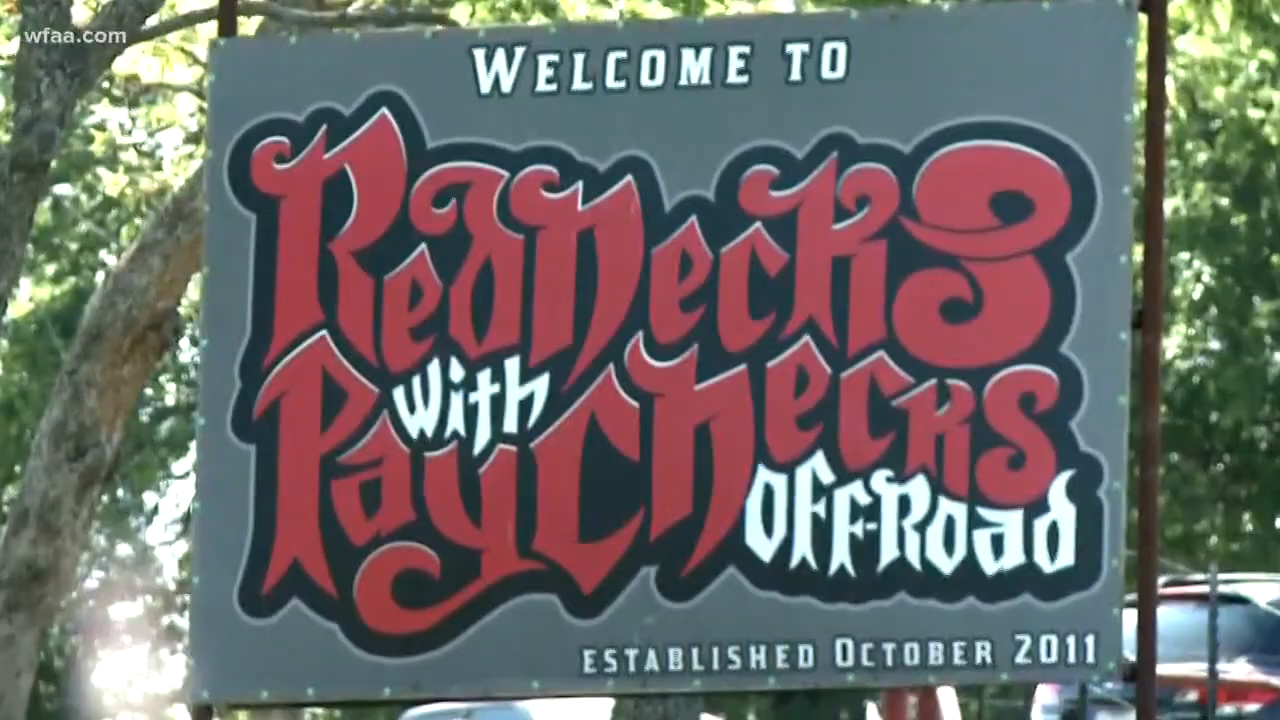 wfaa.com
WELCOME TO
RedNeckS
with
PayChecks
Off-Road
ESTABLISHED OCTOBER 2011